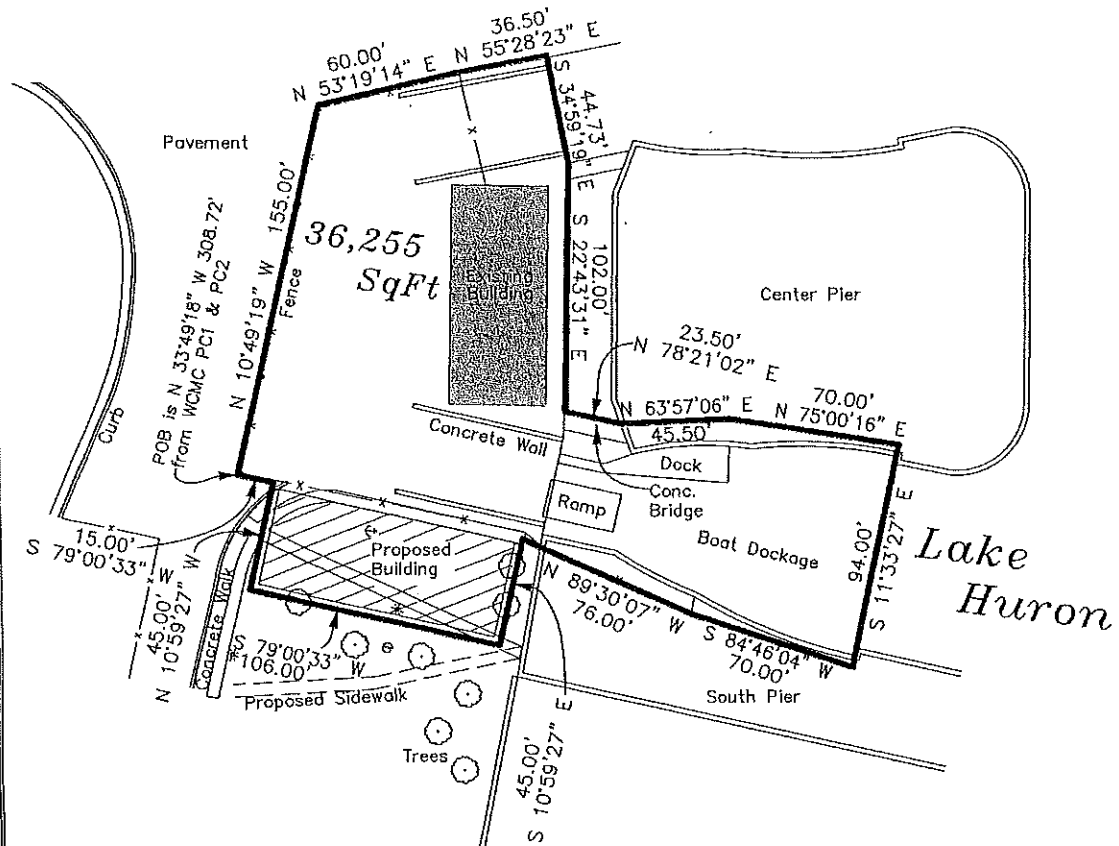 36.50'
N 55°28'23" E
60.00'
N 53°19'14" E
S 34°59'19" E
44.73'
Pavement
155.00'
N 10°49'19" W
Fence
36,255
SqFt
Existing
Building
S 22°43'31" E
102.00'
Center Pier
23.50'
N 78°21'02" E
POB is N 33°49'18" W 308.72'
from WCMC PC1 & PC2
Curb
N 63°57'06" E
45.50'
70.00'
N 75°00'16" E
Concrete Wall
Dock
Conc.
Bridge
Ramp
Boat Dockage
94.00'
S 11°33'27" E
Lake
Huron
15.00'
S 79°00'33" W
Proposed
Building
N 89°30'07" W
76.00'
S 84°46'04" W
70.00'
45.00'
N 10°59'27" W
Concrete Walk
S 79°00'33" W
106.00'
Proposed Sidewalk
South Pier
Trees
45.00'
S 10°59'27" E